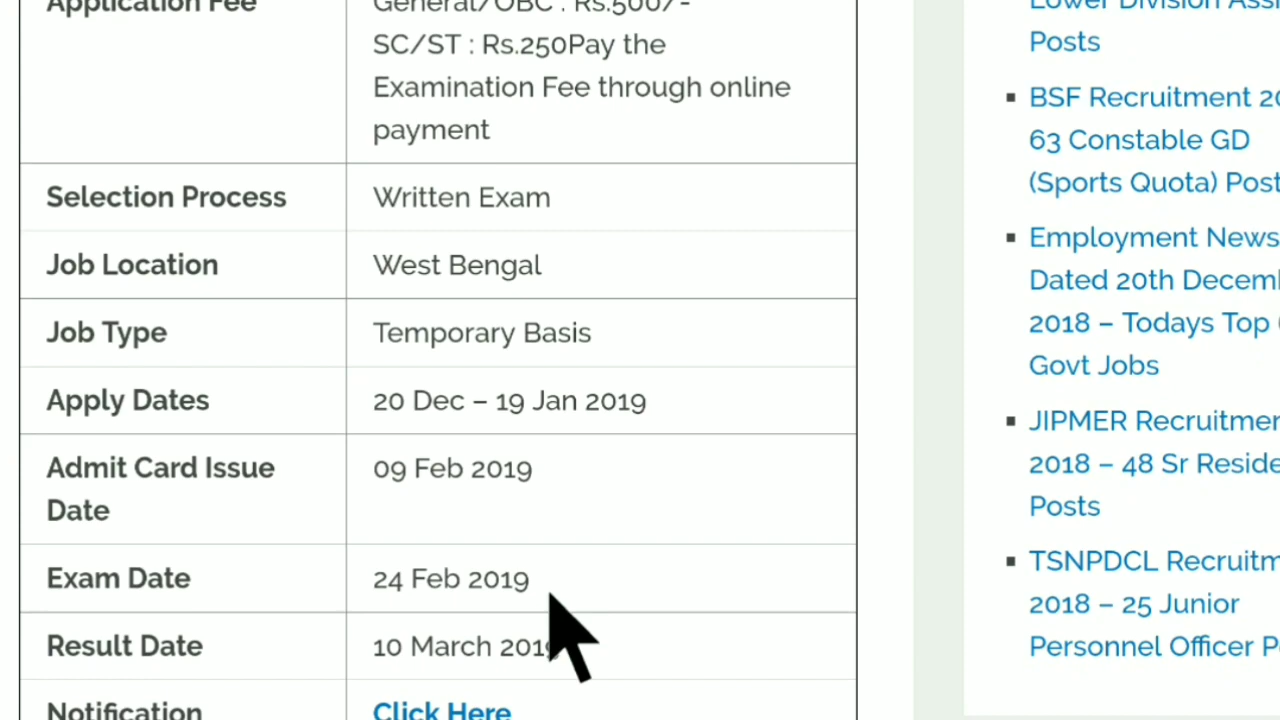 Application Fee
General/OBC : Rs.500/-
SC/ST : Rs.250Pay the
Examination Fee through online
payment
Selection Process
Written Exam
Job Location
West Bengal
Job Type
Temporary Basis
Apply Dates
20 Dec – 19 Jan 2019
Admit Card Issue
Date
09 Feb 2019
Exam Date
24 Feb 2019
Result Date
10 March 2019
Notification
Click Here
Lower Division
Posts
BSF Recruitment
63 Constable GD
(Sports Quota)
Employment News
Dated 20th
2018 – Todays Top
Govt Jobs
JIPMER
2018 – 48 Sr
Posts
TSNPDCL
2018 – 25 Junior
Personnel Officer